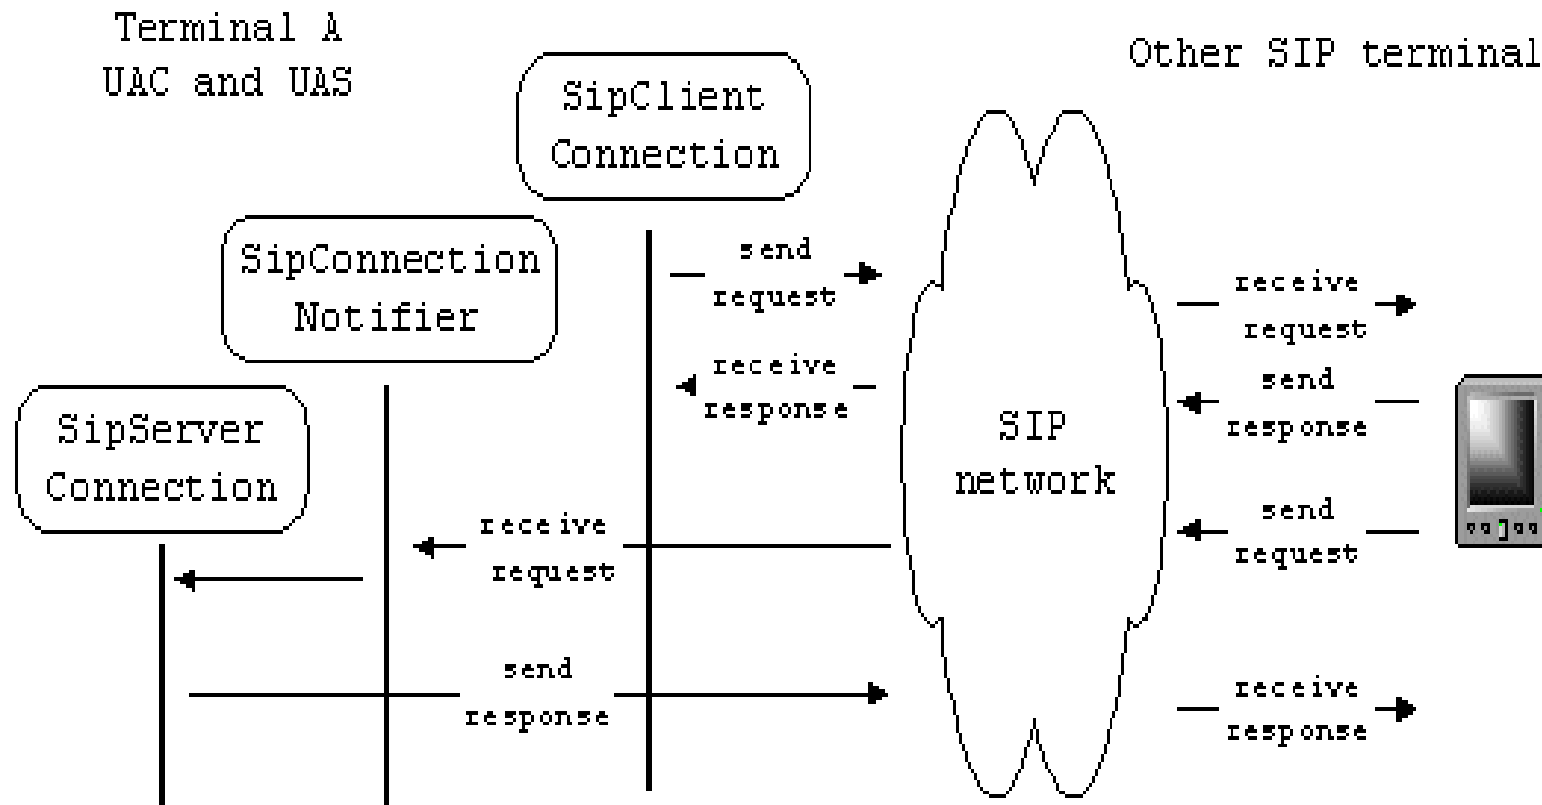 Terminal A
UAC and UAS
Other SIP terminal
SipClient
Connection
SipConnection
Notifier
SipServer
Connection
send
request
receive
response
receive
request
send
response
SIP
network
receive
request
send
response
send
request
receive
response